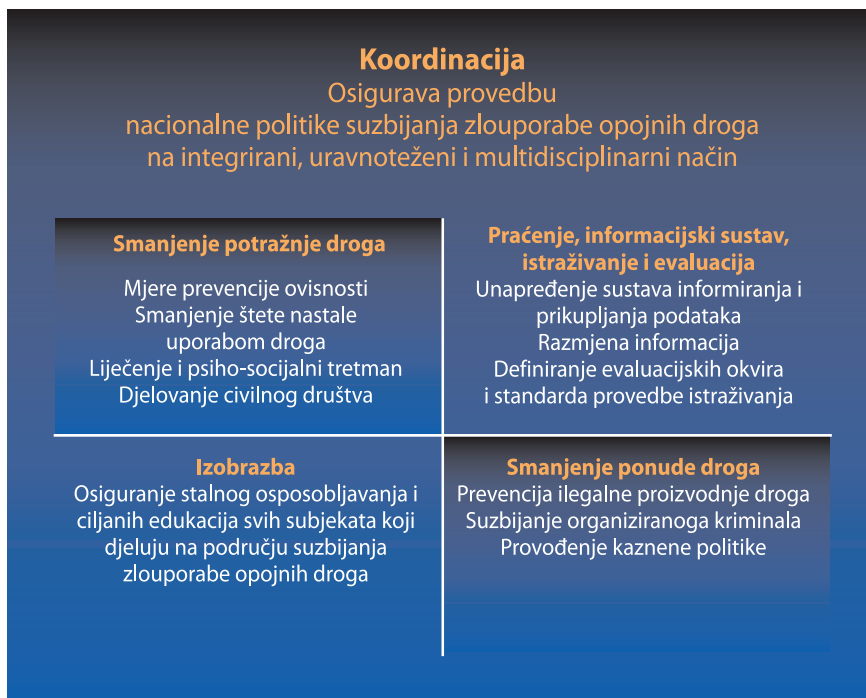 Koordinacija
Osigurava provedbu
nacionalne politike suzbijanja zlouporabe opojnih droga
na integrirani, uravnoteženi i multidisciplinarni način
Smanjenje potražnje droga
Mjere prevencije ovisnosti
Smanjenje štete nastale
uporabom droga
Liječenje i psiho-socijalni tretman
Djelovanje civilnog društva
Praćenje, informacijski sustav,
istraživanje i evaluacija
Unapređenje sustava informiranja i
prikupljanja podataka
Razmjena informacija
Definiranje evaluacijskih okvira
i standarda provedbe istraživanja
Izobrazba
Osiguranje stalnog osposobljavanja i
ciljanih edukacija svih subjekata koji
djeluju na području suzbijanja
zlouporabe opojnih droga
Smanjenje ponude droga
Prevencija ilegalne proizvodnje droga
Suzbijanje organiziranoga kriminala
Provođenje kaznene politike